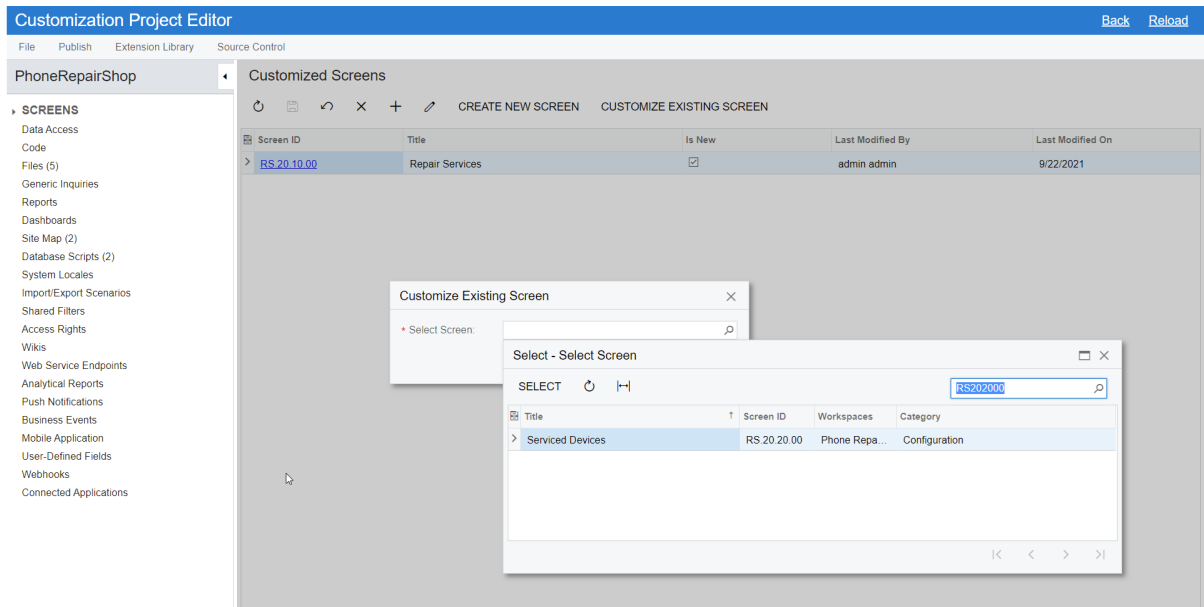 Customization Project Editor
Back Reload
File Publish Extension Library Source Control
PhoneRepairShop
SCREENS
Data Access
Code
Files (5)
Generic Inquiries
Reports
Dashboards
Site Map (2)
Database Scripts (2)
System Locales
Import/Export Scenarios
Shared Filters
Access Rights
Wikis
Web Service Endpoints
Analytical Reports
Push Notifications
Business Events
Mobile Application
User-Defined Fields
Webhooks
Connected Applications
Customized Screens
CREATE NEW SCREEN CUSTOMIZE EXISTING SCREEN
Screen ID Title Is New Last Modified By Last Modified On
RS.20.10.00 Repair Services admin admin 9/22/2021
Customize Existing Screen
* Select Screen:
Select - Select Screen
SELECT RS202000
Title Screen ID Workspaces Category
Serviced Devices RS.20.20.00 Phone Repa... Configuration